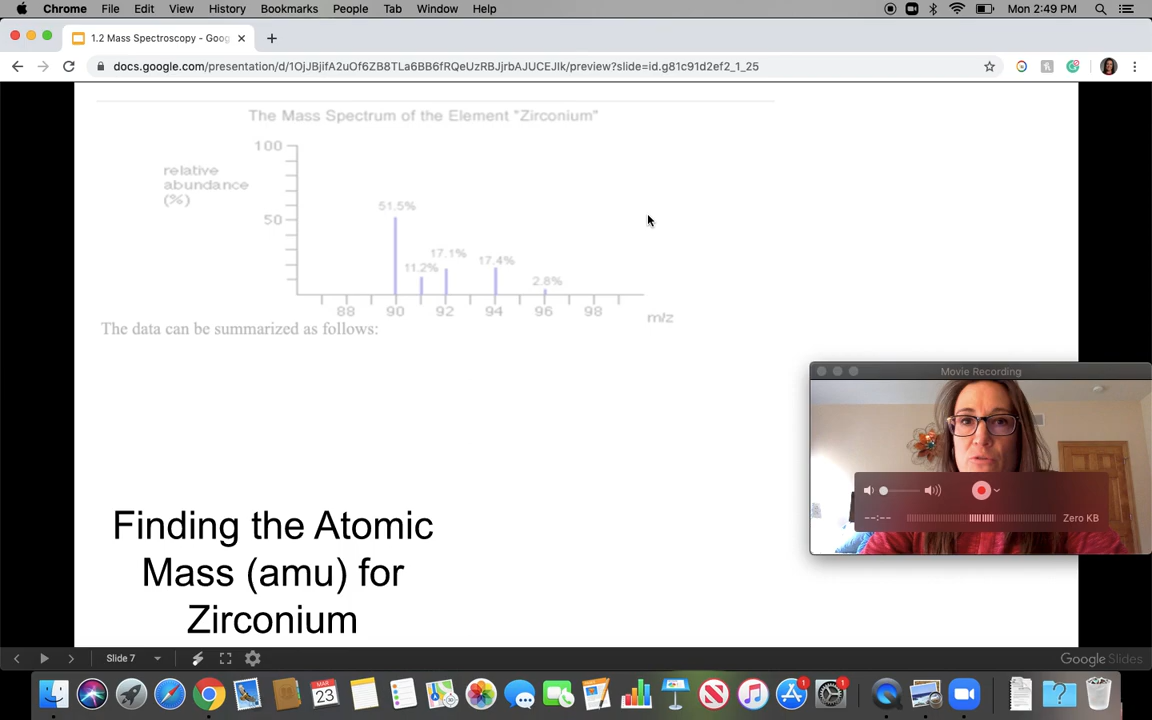 Chrome File Edit View History Bookmarks People Tab Window Help Mon 2:49 PM
1.2 Mass Spectroscopy - Goog
docs.google.com/presentation/d/1OjJBjifA2uOf6ZB8TLa6BB6fRQeUzRBJjrbAJUCEJIk/preview?slide=id.g81c91d2ef2_1_25
The Mass Spectrum of the Element "Zirconium"
100
relative
abundance
(%)
51.5%
50
17.1%
11.2%
17.4%
2.8%
88 90 92 94 96 98
m/z
The data can be summarized as follows:
Movie Recording
--:--
Zero KB
Finding the Atomic
Mass (amu) for
Zirconium
Slide 7
Google Slides
MAR
23
1
1
?